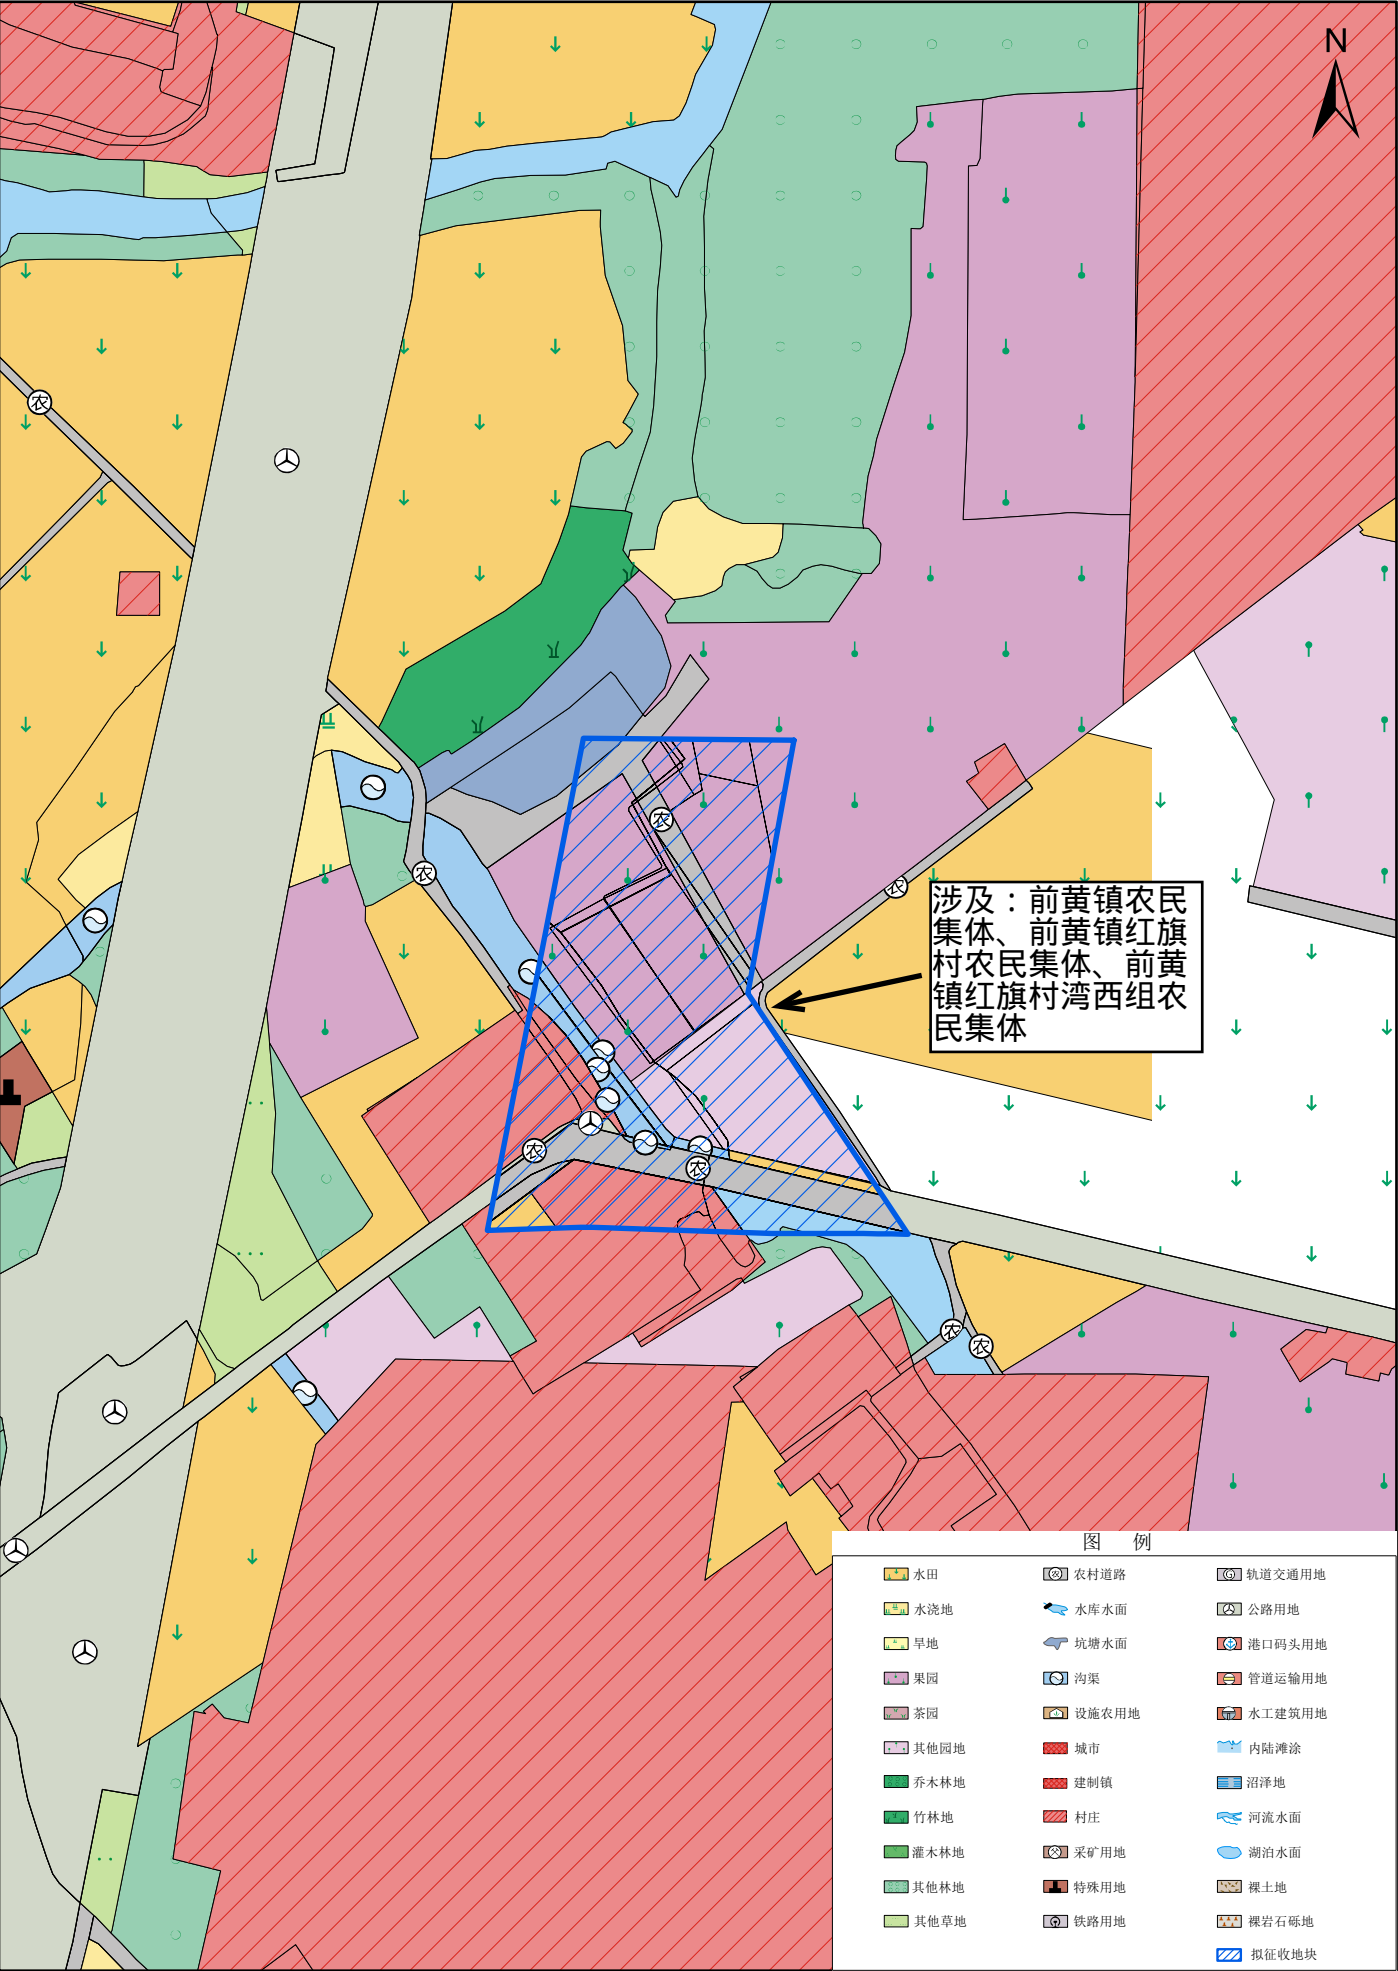 N
农
农
农
农
涉及：前黄镇农民
集体、前黄镇红旗
村农民集体、前黄
镇红旗村湾西组农
民集体
农
农
农
农
图 例
水田
农村道路
轨道交通用地
水浇地
水库水面
公路用地
旱地
坑塘水面
港口码头用地
果园
沟渠
管道运输用地
茶园
设施农用地
水工建筑用地
其他园地
城市
内陆滩涂
乔木林地
建制镇
沼泽地
竹林地
村庄
河流水面
灌木林地
采矿用地
湖泊水面
其他林地
特殊用地
裸土地
其他草地
铁路用地
裸岩石砾地
拟征收地块